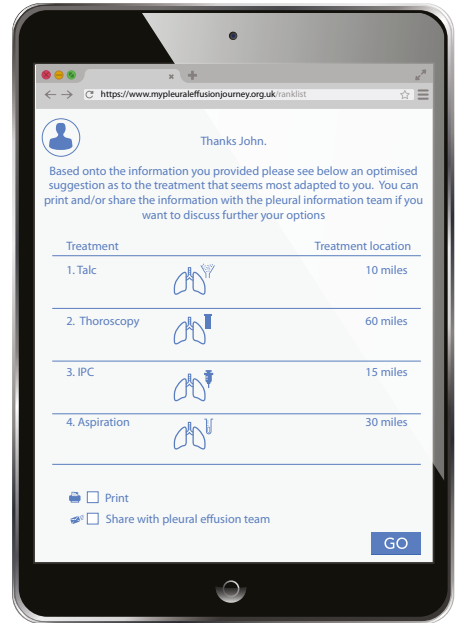 https://www.mypleuraleffusionjourney.org.uk/ranklist
Thanks John.
Based onto the information you provided please see below an optimised
suggestion as to the treatment that seems most adapted to you. You can
print and/or share the information with the pleural information team if you
want to discuss further your options
Treatment Treatment location
1. Talc 10 miles
2. Thoroscopy 60 miles
3. IPC 15 miles
4. Aspiration 30 miles
Print
Share with pleural effusion team
GO